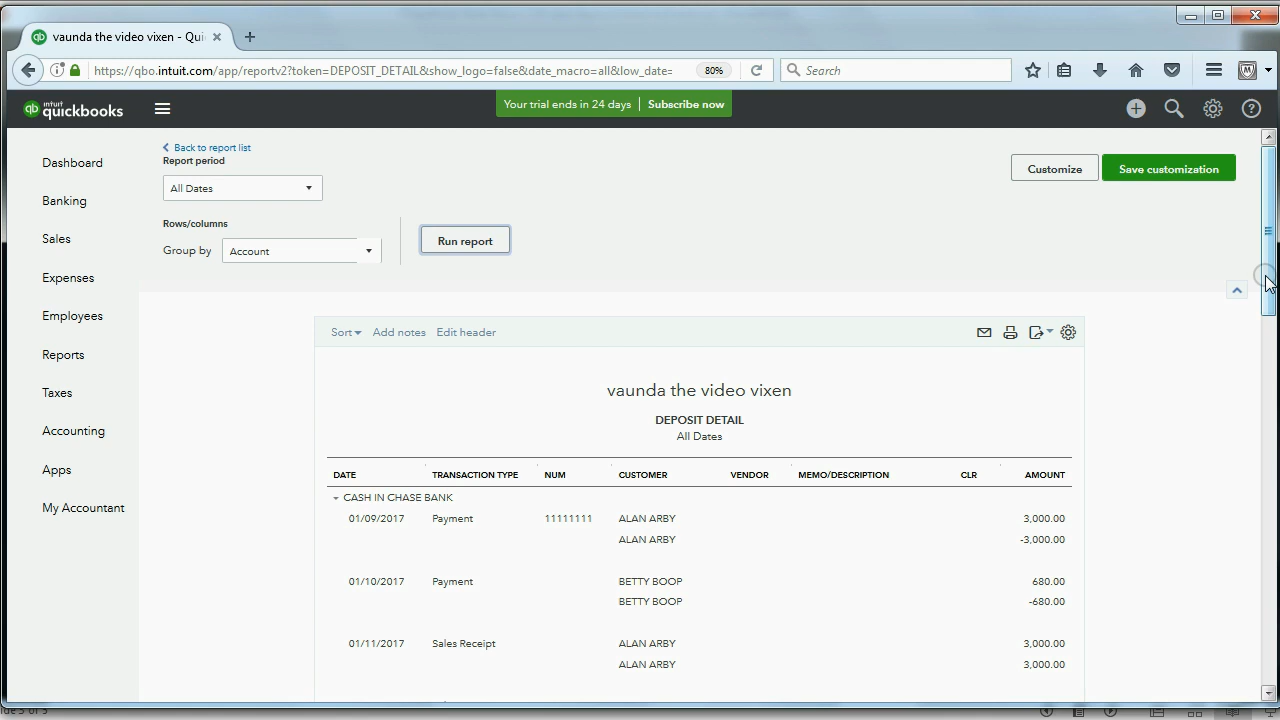 vaunda the video vixen - Qui
https://qbo.intuit.com/app/reportv2?token=DEPOSIT_DETAIL&show_logo=false&date_macro=all&low_date=
80%
Search
intuit
quickbooks
Your trial ends in 24 days | Subscribe now
Dashboard
Banking
Sales
Expenses
Employees
Reports
Taxes
Accounting
Apps
My Accountant
Back to report list
Report period
All Dates
Customize
Save customization
Rows/columns
Group by
Account
Run report
Sort
Add notes
Edit header
vaunda the video vixen
DEPOSIT DETAIL
All Dates
DATE TRANSACTION TYPE NUM CUSTOMER VENDOR MEMO/DESCRIPTION CLR AMOUNT
CASH IN CHASE BANK
01/09/2017 Payment 11111111 ALAN ARBY 3,000.00
ALAN ARBY -3,000.00
01/10/2017 Payment BETTY BOOP 680.00
BETTY BOOP -680.00
01/11/2017 Sales Receipt ALAN ARBY 3,000.00
ALAN ARBY 3,000.00